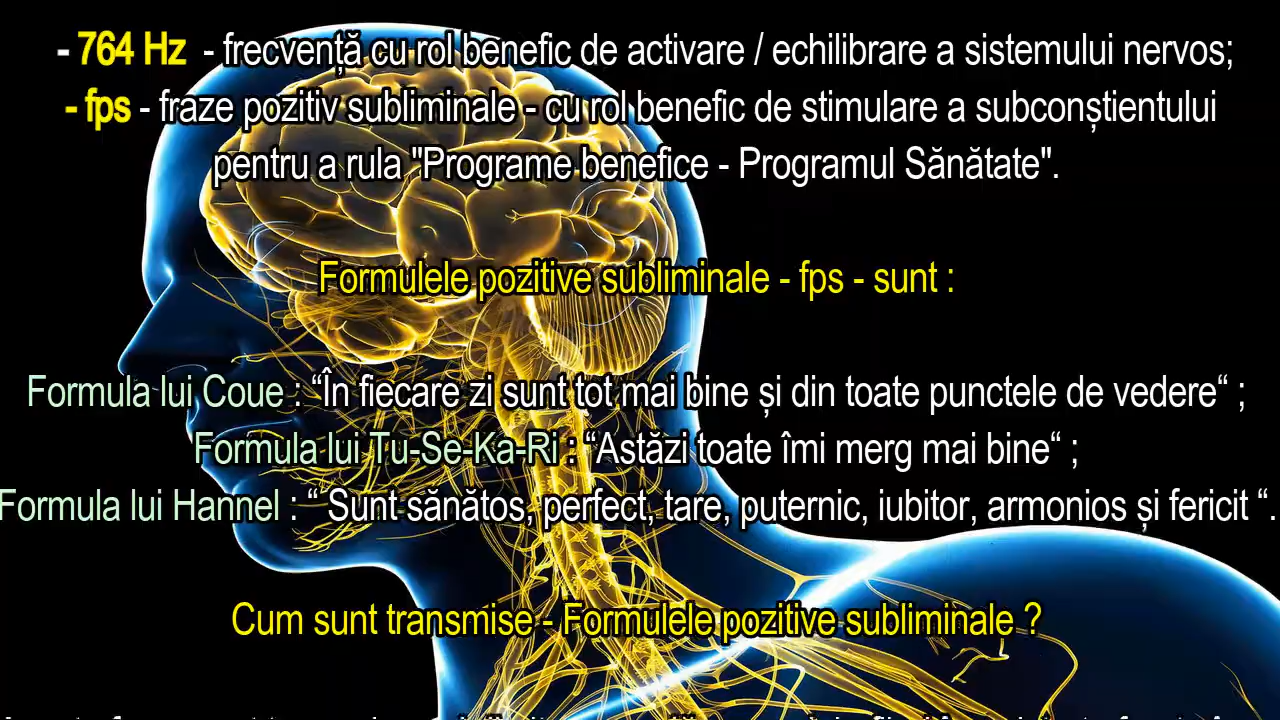 - 764 Hz - frecvență cu rol benefic de activare / echilibrare a sistemului nervos;
- fps - fraze pozitiv subliminale - cu rol benefic de stimulare a subconștientului
pentru a rula "Programe benefice - Programul Sănătate".
Formulele pozitive subliminale - fps - sunt :
Formula lui Coue : “În fiecare zi sunt tot mai bine și din toate punctele de vedere“ ;
Formula lui Tu-Se-Ka-Ri : “Astăzi toate îmi merg mai bine“ ;
Formula lui Hannel : “ Sunt sănătos, perfect, tare, puternic, iubitor, armonios și fericit “.
Cum sunt transmise - Formulele pozitive subliminale ?